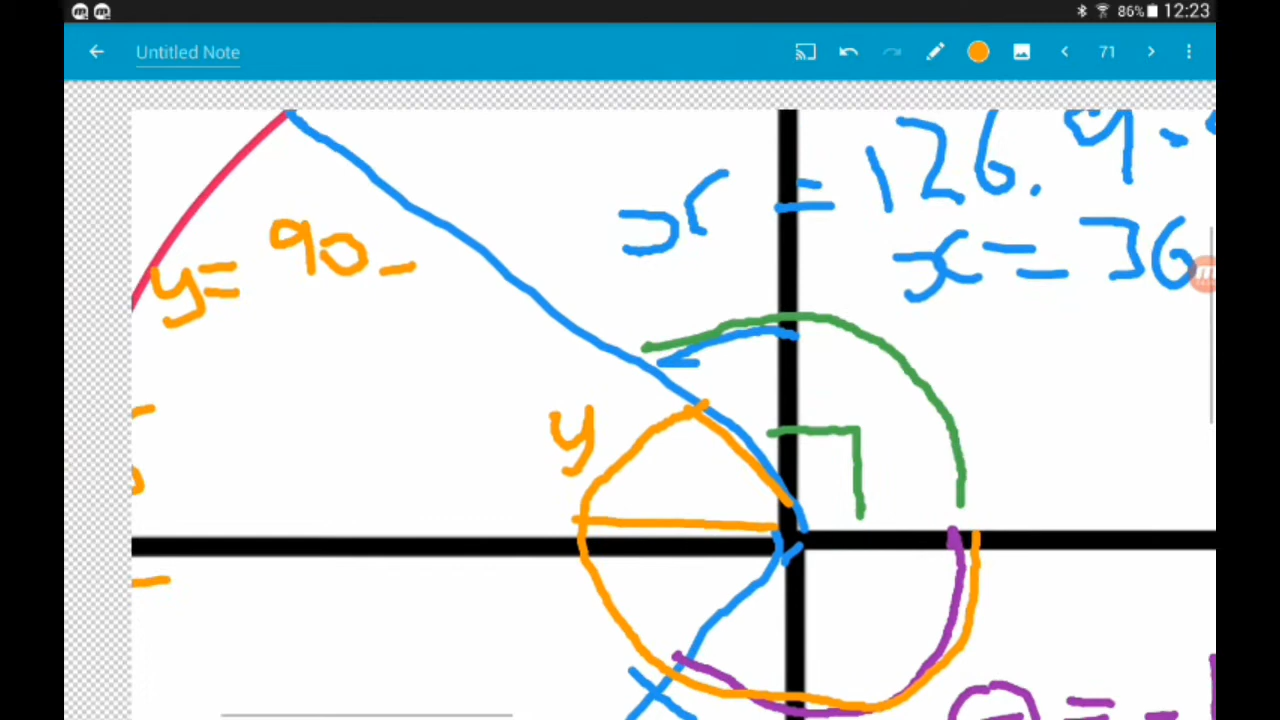 86% 12:23
Untitled Note
71
x = 126.9
x = 36
y = 90 -
y